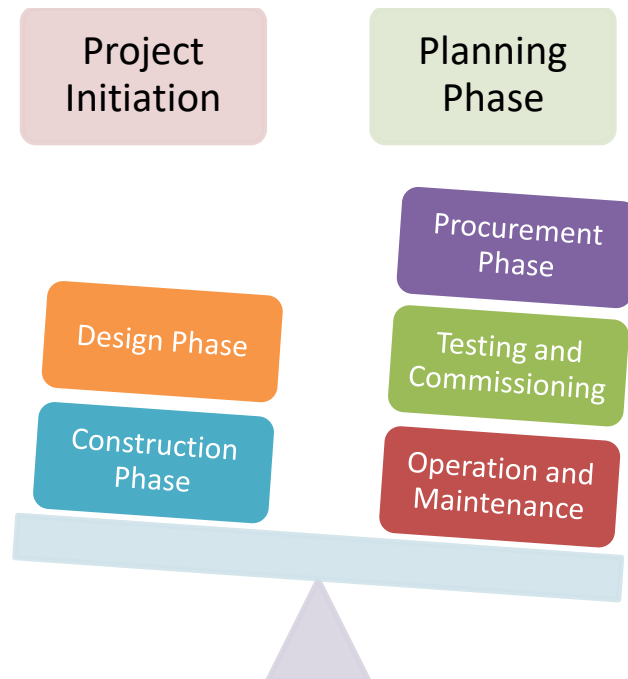 Project
Initiation
Planning
Phase
Design Phase
Construction
Phase
Procurement
Phase
Testing and
Commissioning
Operation and
Maintenance